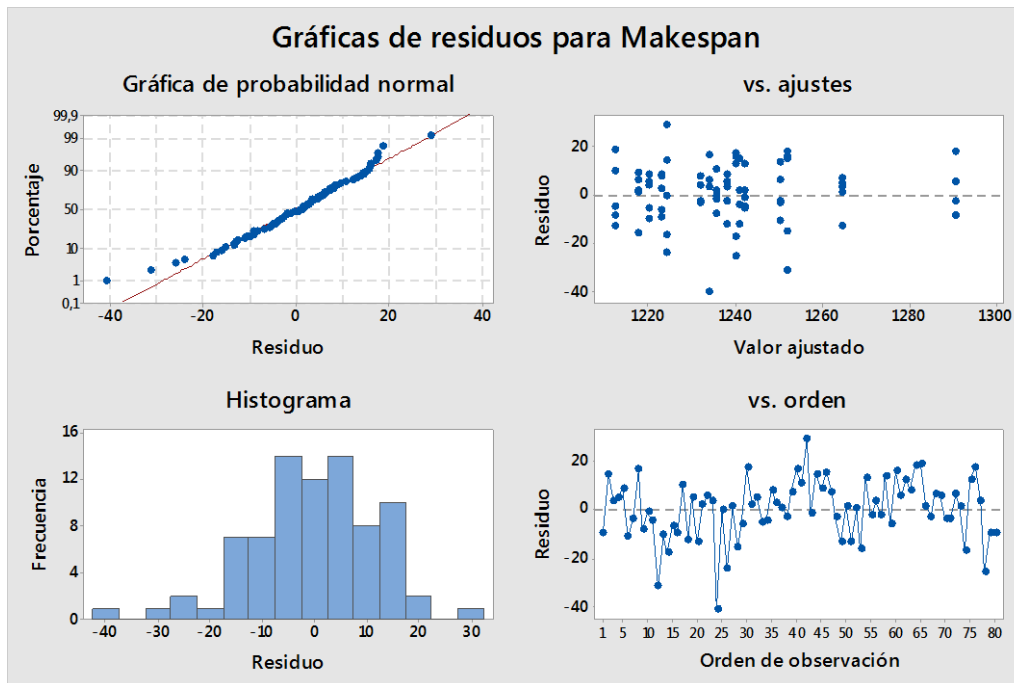 Gráficas de residuos para Makespan
Gráfica de probabilidad normal
99,9
99
90
50
10
1
0,1
Porcentaje
-40 -20 0 20 40
Residuo
vs. ajustes
20
0
-20
-40
Residuo
1220 1240 1260 1280 1300
Valor ajustado
Histograma
16
12
8
4
0
Frecuencia
-40 -30 -20 -10 0 10 20 30
Residuo
vs. orden
20
0
-20
-40
Residuo
1 5 10 15 20 25 30 35 40 45 50 55 60 65 70 75 80
Orden de observación